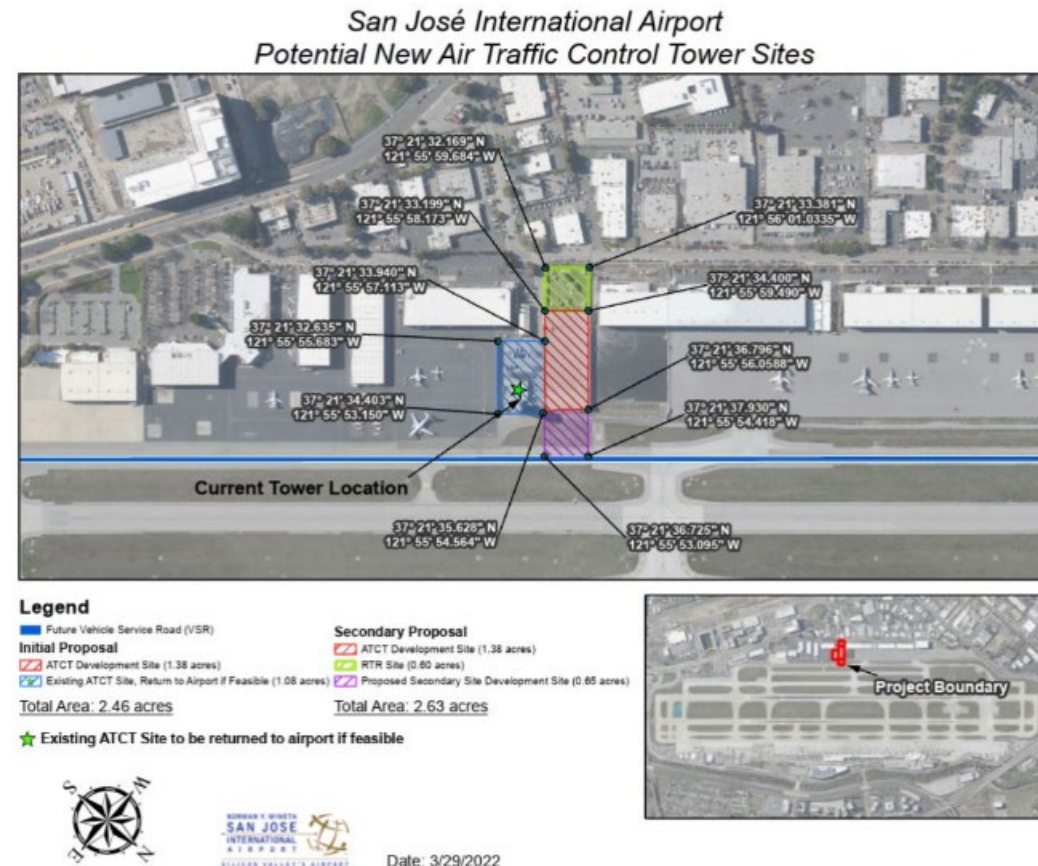 San José International Airport
Potential New Air Traffic Control Tower Sites
37° 21' 32.169" N
121° 55' 59.684" W
37° 21' 33.199" N
121° 55' 58.173" W
37° 21' 33.381" N
121° 56' 01.0335" W
37° 21' 33.940" N
121° 55' 57.113" W
37° 21' 34.400" N
121° 55' 59.490" W
37° 21' 32.635" N
121° 55' 55.683" W
37° 21' 36.796" N
121° 55' 56.0588" W
37° 21' 34.403" N
121° 55' 53.150" W
37° 21' 37.930" N
121° 55' 54.418" W
Current Tower Location
37° 21' 35.628" N
121° 55' 54.564" W
37° 21' 36.725" N
121° 55' 53.095" W
Legend
Future Vehicle Service Road (VSR)
Initial Proposal
ATCT Development Site (1.38 acres)
Existing ATCT Site, Return to Airport if Feasible (1.08 acres)
Total Area: 2.46 acres
Secondary Proposal
ATCT Development Site (1.38 acres)
RTR Site (0.60 acres)
Proposed Secondary Site Development Site (0.65 acres)
Total Area: 2.63 acres
Existing ATCT Site to be returned to airport if feasible
Project Boundary
S W
E N
NORMAN Y. MINETA
SAN JOSE
INTERNATIONAL
AIRPORT
SILICON VALLEY'S AIRPORT
Date: 3/29/2022